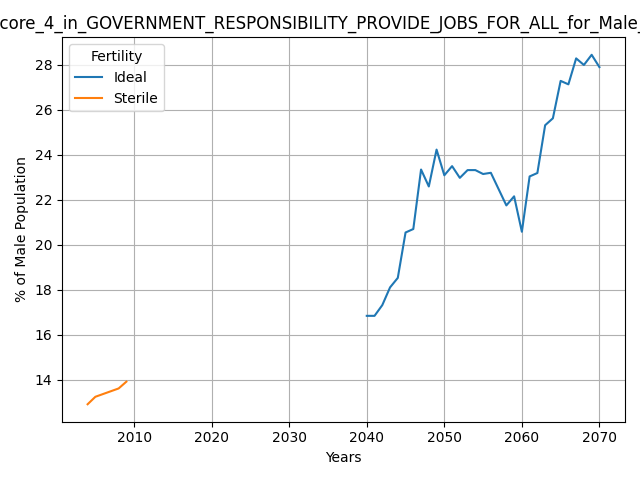 core_4_in_GOVERNMENT_RESPONSIBILITY_PROVIDE_JOBS_FOR_ALL_for_Male_
Fertility
Ideal
Sterile
28
26
24
22
20
18
16
14
% of Male Population
2010 2020 2030 2040 2050 2060 2070
Years